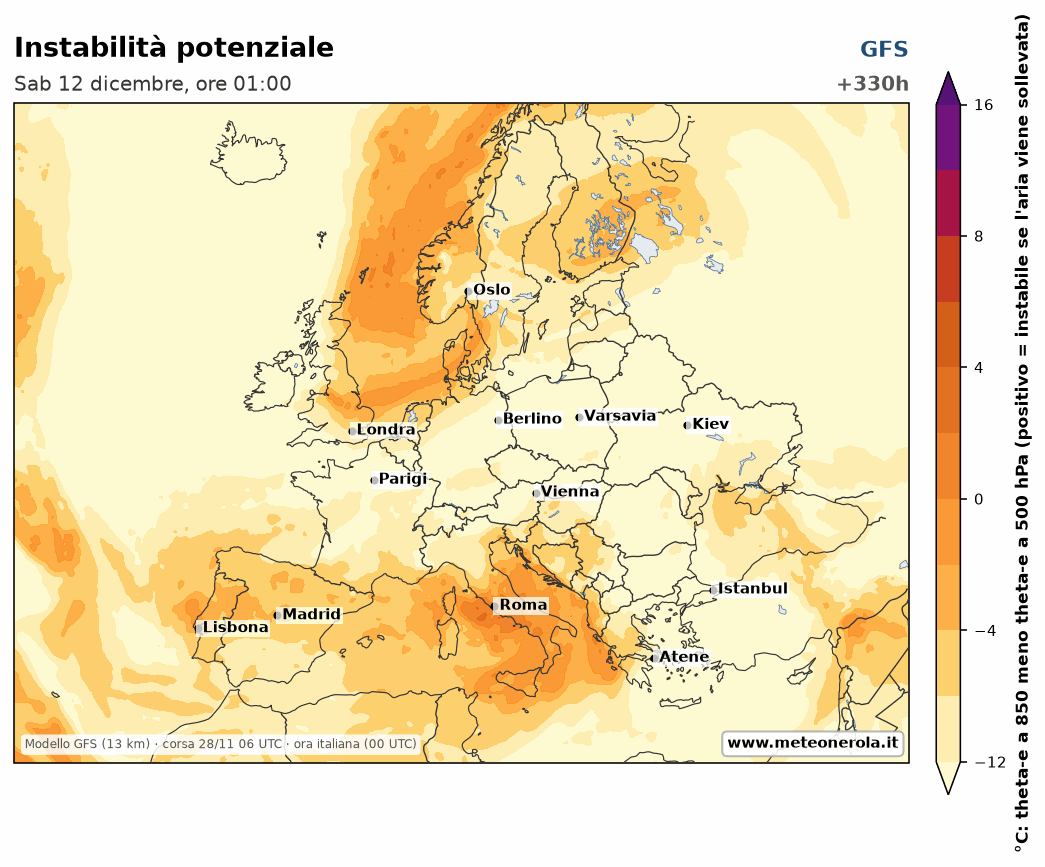 Instabilità potenziale
GFS
Sab 12 dicembre, ore 01:00
+330h
Oslo
Berlino
Varsavia
Kiev
Londra
Parigi
Vienna
Istanbul
Roma
Madrid
Lisbona
Atene
Modello GFS (13 km) · corsa 28/11 06 UTC · ora italiana (00 UTC)
www.meteonerola.it
16
8
4
0
−4
−12
°C: theta-e a 850 meno theta-e a 500 hPa (positivo = instabile se l'aria viene sollevata)